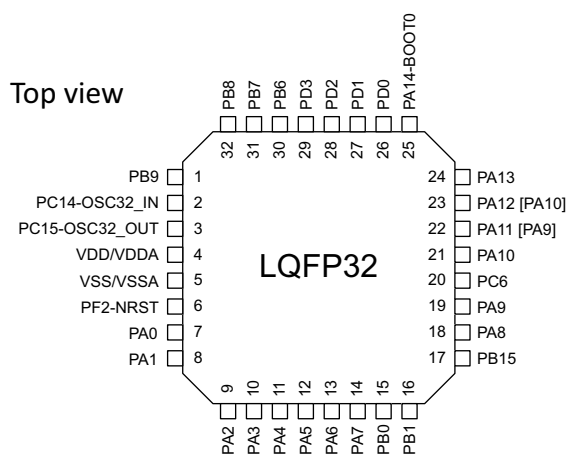 Top view
PB8
PB7
PB6
PD3
PD2
PD1
PD0
PA14-BOOT0
32
31
30
29
28
27
26
25
PB9 1
PC14-OSC32_IN 2
PC15-OSC32_OUT 3
VDD/VDDA 4
VSS/VSSA 5
PF2-NRST 6
PA0 7
PA1 8
LQFP32
24 PA13
23 PA12 [PA10]
22 PA11 [PA9]
21 PA10
20 PC6
19 PA9
18 PA8
17 PB15
9
10
11
12
13
14
15
16
PA2
PA3
PA4
PA5
PA6
PA7
PB0
PB1